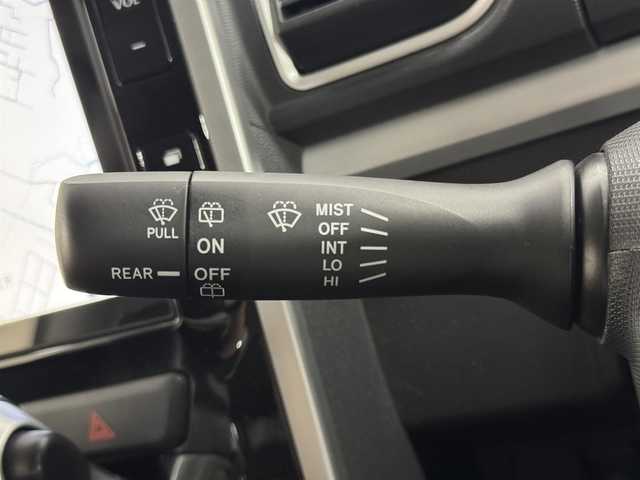 VOL
-
MIST
OFF
PULL
ON
INT
LO
REAR
OFF
HI